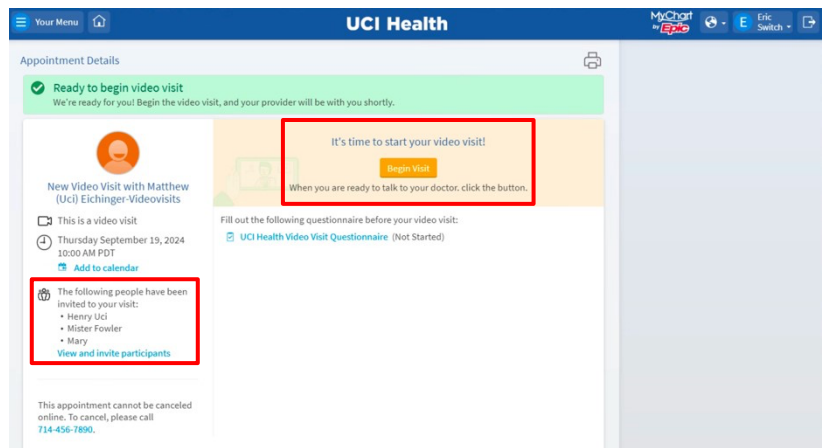 Your Menu
UCI Health
MyChart
by Epic
E Eric
Switch
Appointment Details
Ready to begin video visit
We're ready for you! Begin the video visit, and your provider will be with you shortly.
New Video Visit with Matthew
(Uci) Eichinger-Videovisits
This is a video visit
Thursday September 19, 2024
10:00 AM PDT
Add to calendar
The following people have been
invited to your visit:
• Henry Uci
• Mister Fowler
• Mary
View and invite participants
This appointment cannot be canceled
online. To cancel, please call
714-456-7890.
It's time to start your video visit!
Begin Visit
When you are ready to talk to your doctor. click the button.
Fill out the following questionnaire before your video visit:
UCI Health Video Visit Questionnaire (Not Started)